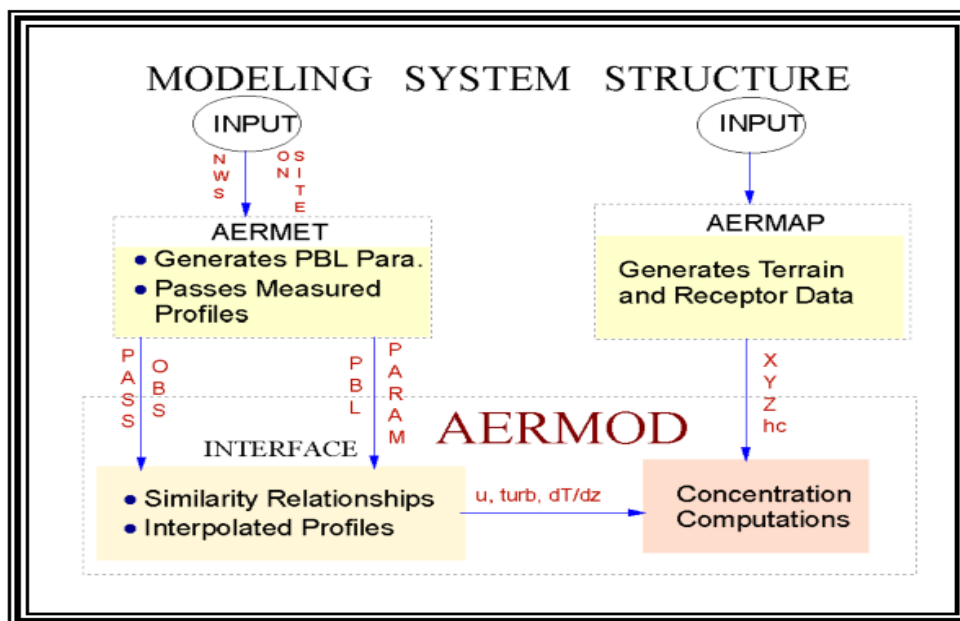 MODELING SYSTEM STRUCTURE
INPUT
NWS
ON
SITE
AERMET
• Generates PBL Para.
• Passes Measured
Profiles
INPUT
AERMAP
Generates Terrain
and Receptor Data
PASS
OBS
PBL
PARAM
X
Y
Z
hc
AERMOD
INTERFACE
• Similarity Relationships
• Interpolated Profiles
u, turb, dT/dz
Concentration
Computations